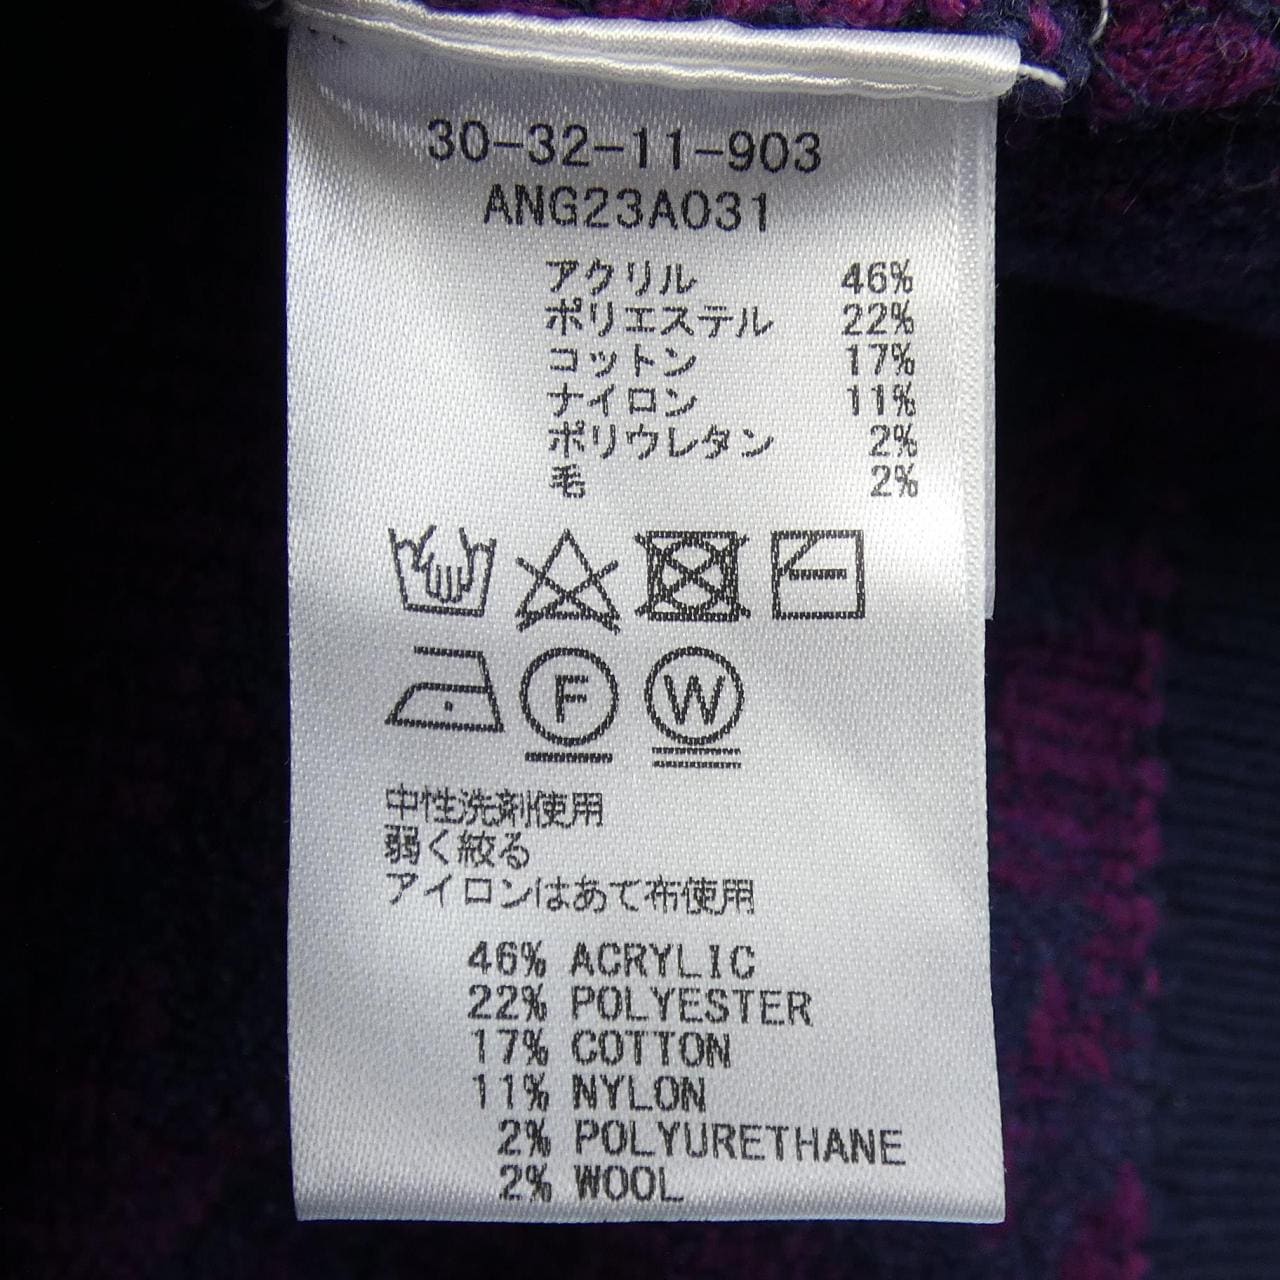 30-32-11-903
ANG23A031
アクリル 46%
ポリエステル 22%
コットン 17%
ナイロン 11%
ポリウレタン 2%
毛 2%
F W
中性洗剤使用
弱く絞る
アイロンはあて布使用
46% ACRYLIC
22% POLYESTER
17% COTTON
11% NYLON
2% POLYURETHANE
2% WOOL